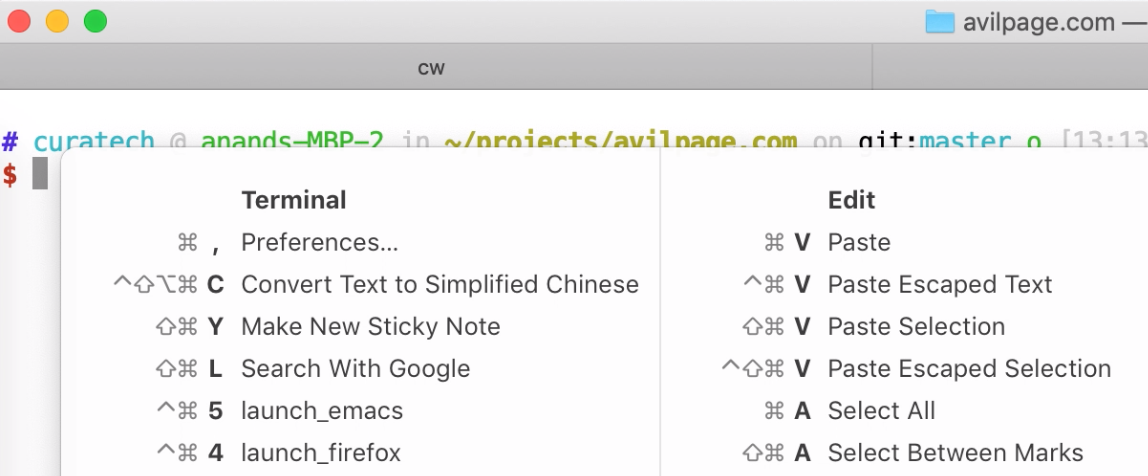 avilpage.com —
cw
# curatech @ anands-MBP-2 in ~/projects/avilpage.com on git:master o [13:13
$
Terminal
⌘ , Preferences...
^⇧⌥⌘ C Convert Text to Simplified Chinese
⇧⌘ Y Make New Sticky Note
⇧⌘ L Search With Google
^⌘ 5 launch_emacs
^⌘ 4 launch_firefox
Edit
⌘ V Paste
^⌘ V Paste Escaped Text
⇧⌘ V Paste Selection
^⇧⌘ V Paste Escaped Selection
⌘ A Select All
⇧⌘ A Select Between Marks